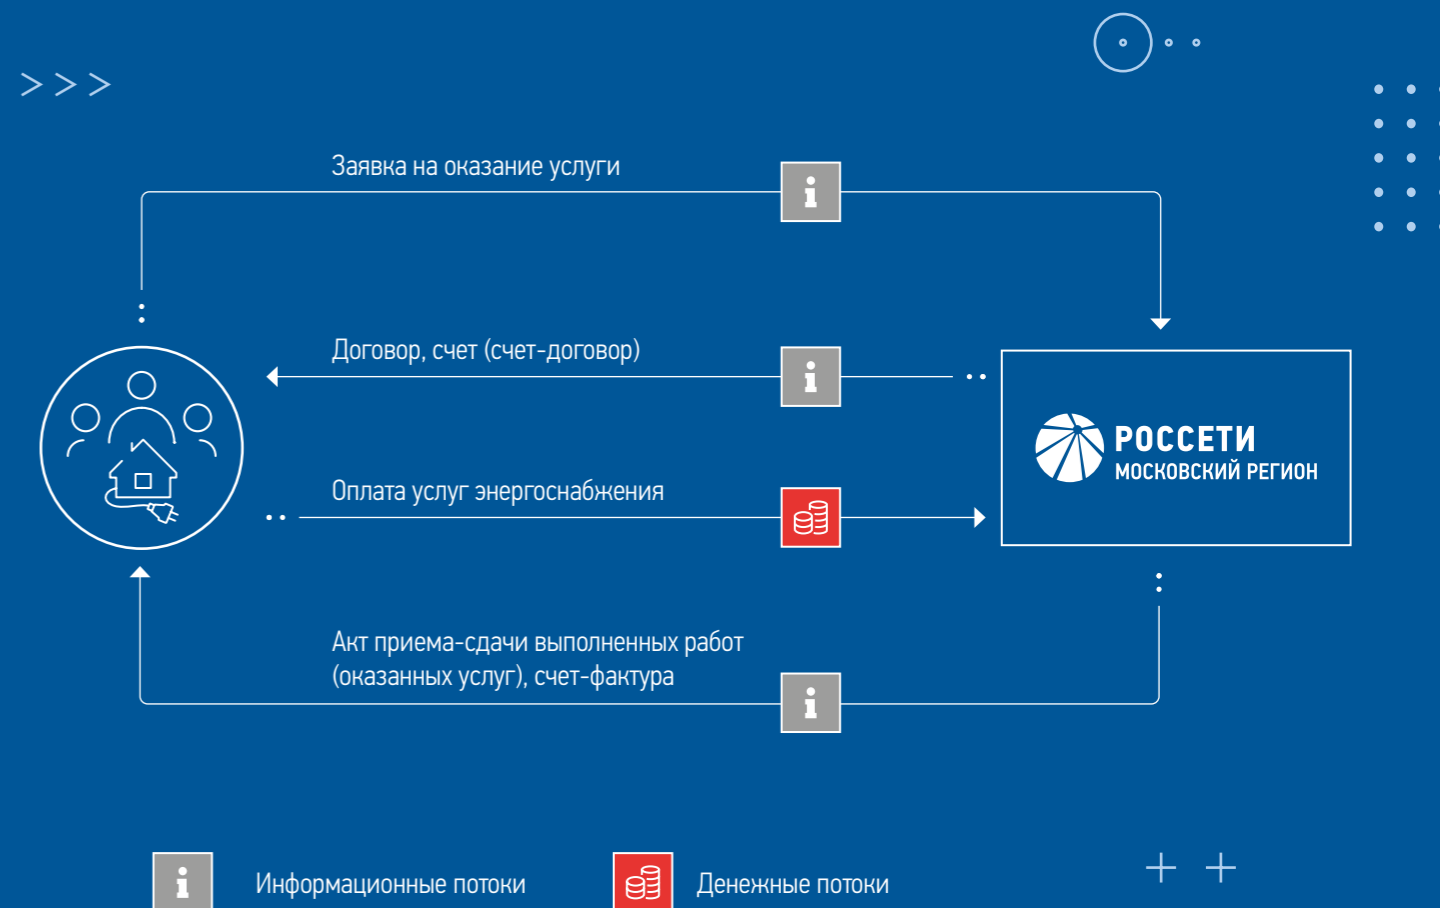 >>>
Заявка на оказание услуги
i
Договор, счет (счет-договор)
i
РОССЕТИ
МОСКОВСКИЙ РЕГИОН
Оплата услуг энергоснабжения
Акт приема-сдачи выполненных работ
(оказанных услуг), счет-фактура
i
i Информационные потоки
Денежные потоки